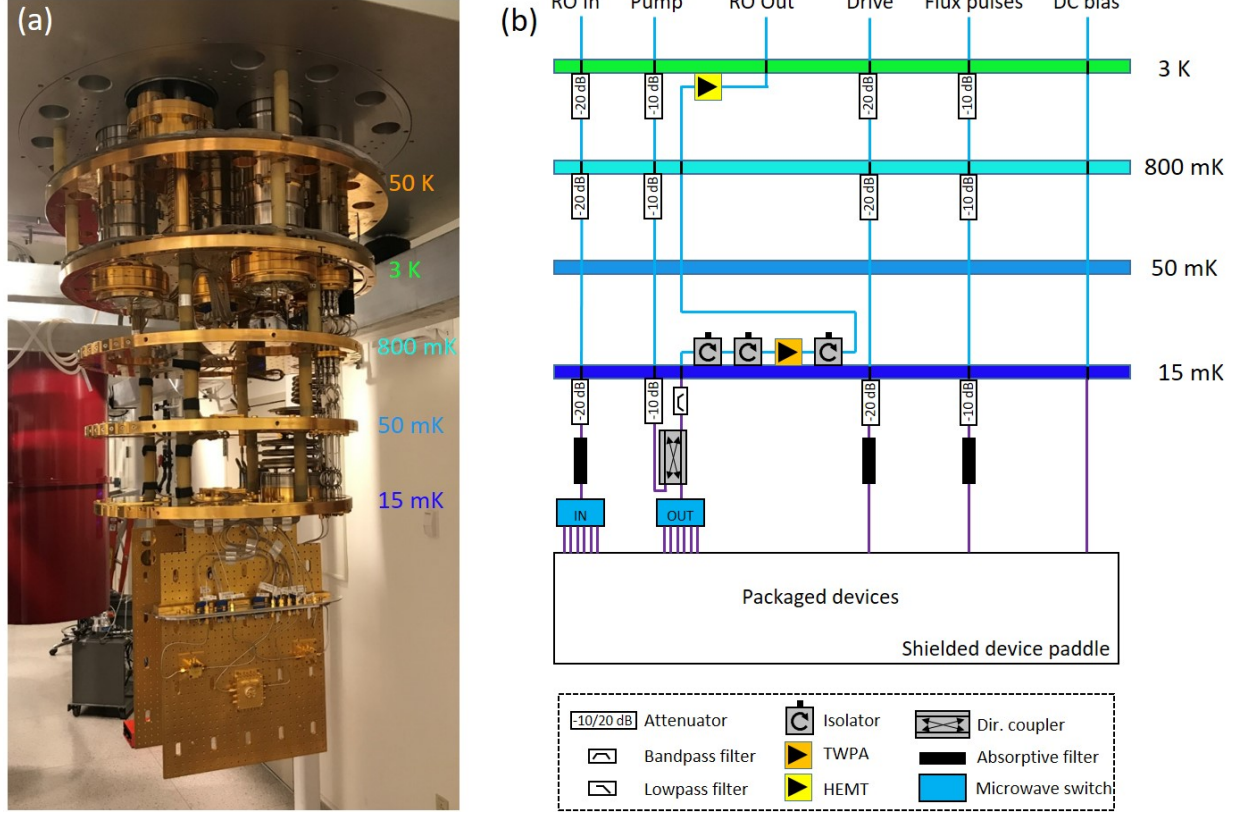 (a)
50 K
3 K
800 mK
50 mK
15 mK
(b)
RO In Pump RO Out Drive Flux pulses DC bias
3 K
-20 dB -10 dB -20 dB -10 dB
800 mK
-20 dB -10 dB -20 dB -10 dB
50 mK
15 mK
-20 dB -10 dB -20 dB -10 dB
IN OUT
Packaged devices
Shielded device paddle
-10/20 dB Attenuator Isolator Dir. coupler
Bandpass filter TWPA Absorptive filter
Lowpass filter HEMT Microwave switch